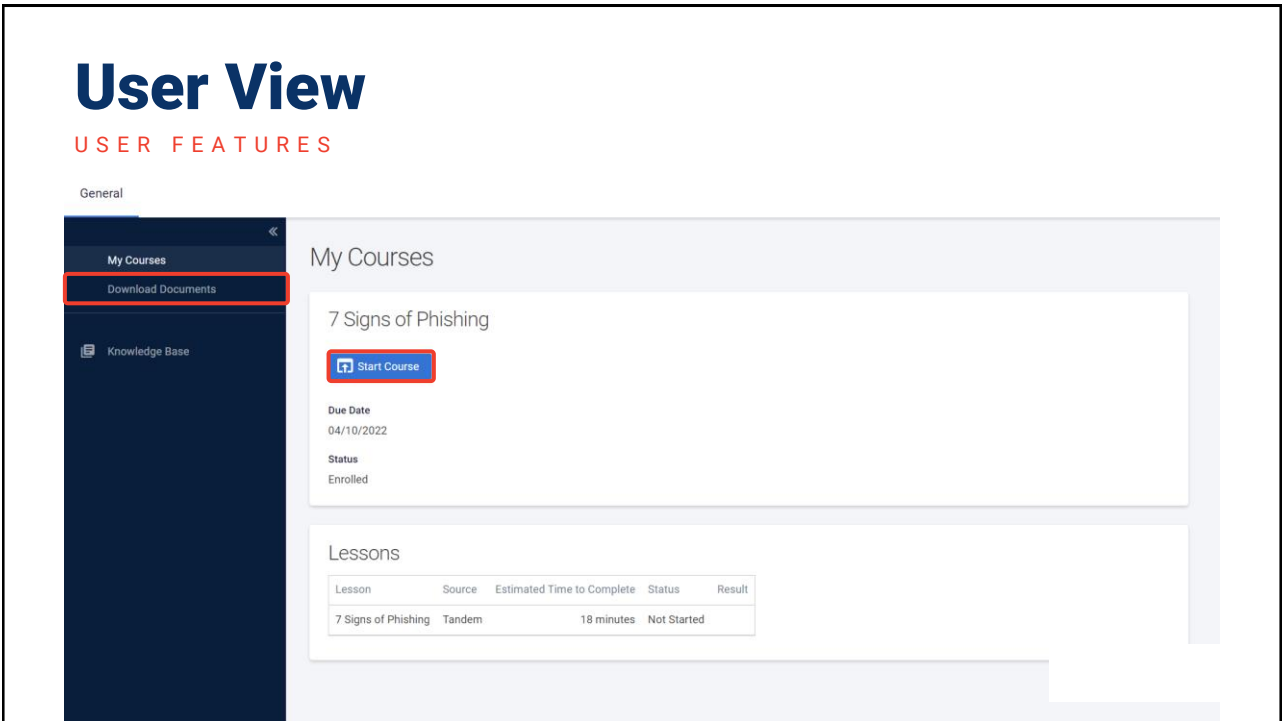 User View
USER FEATURES
General
My Courses
Download Documents
Knowledge Base
My Courses
7 Signs of Phishing
Start Course
Due Date
04/10/2022
Status
Enrolled
Lessons
Lesson Source Estimated Time to Complete Status Result
7 Signs of Phishing Tandem 18 minutes Not Started